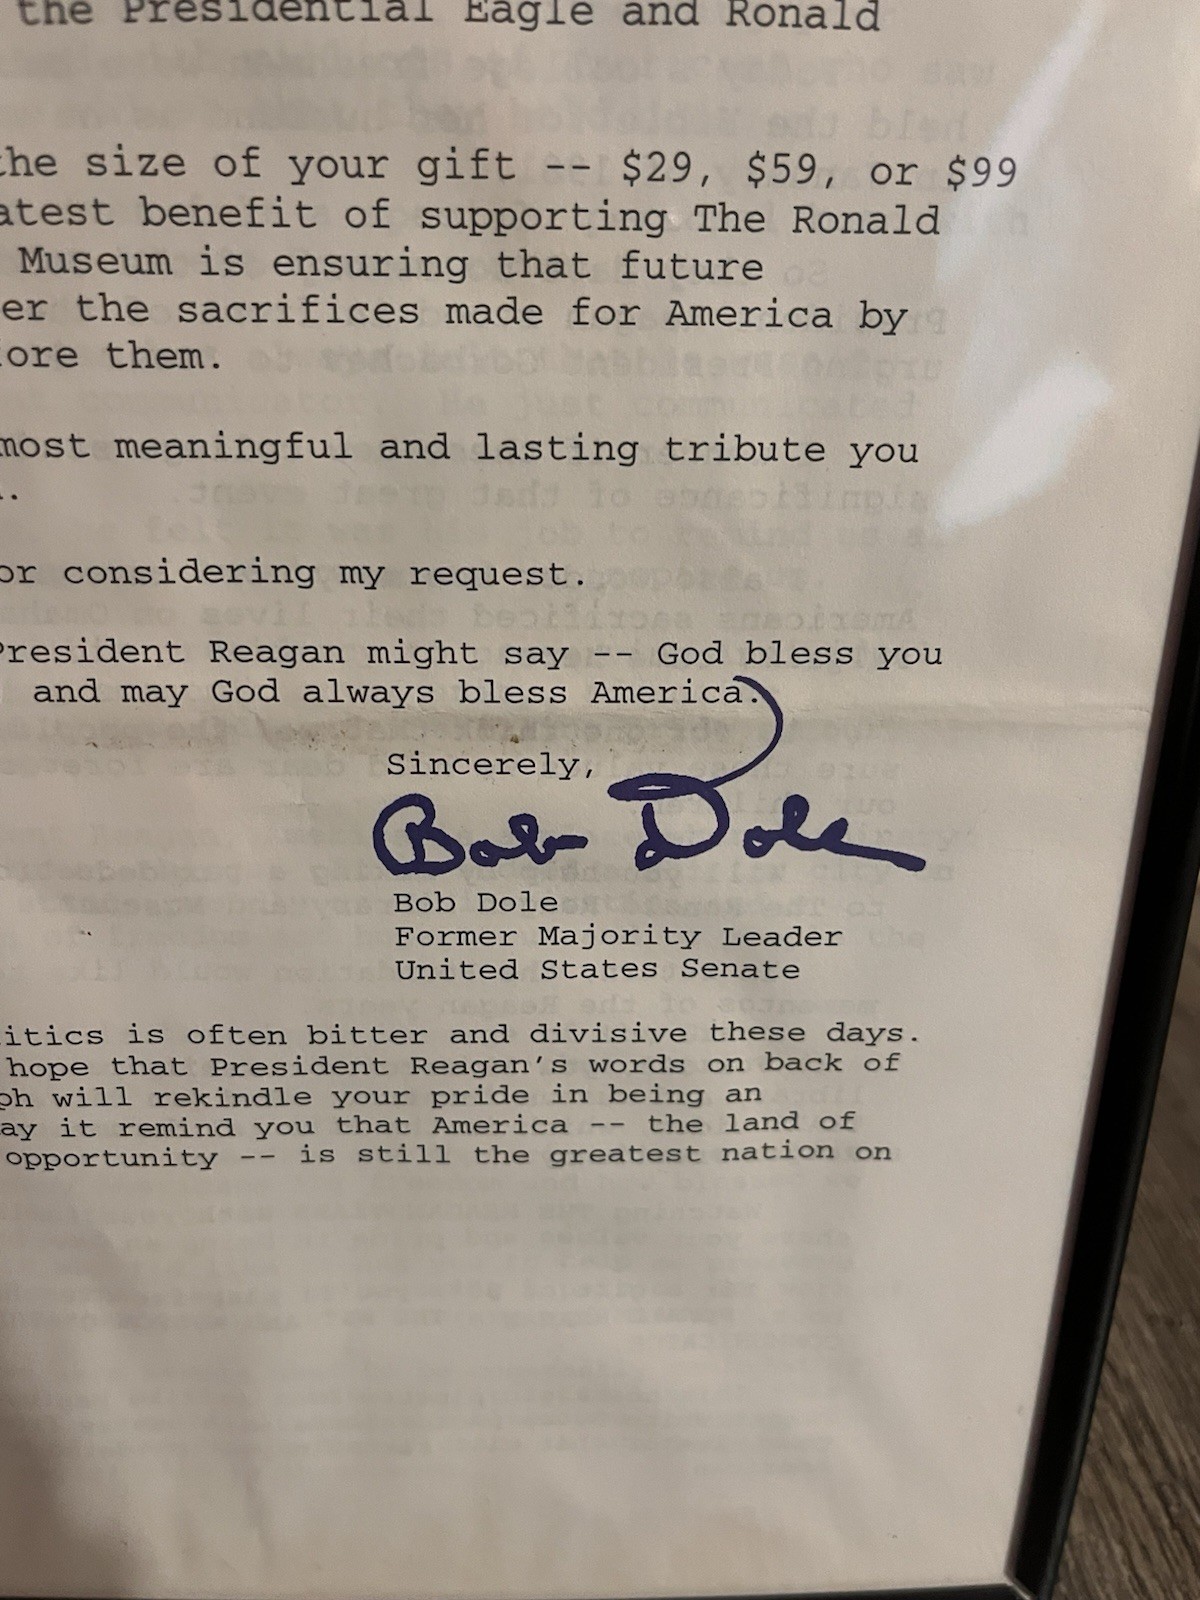 the Presidential Eagle and Ronald
the size of your gift -- $29, $59, or $99
atest benefit of supporting The Ronald
Museum is ensuring that future
er the sacrifices made for America by
fore them.
most meaningful and lasting tribute you
.
or considering my request.
President Reagan might say -- God bless you
and may God always bless America.
Sincerely,
Bob Dole
Bob Dole
Former Majority Leader
United States Senate
itics is often bitter and divisive these days.
hope that President Reagan's words on back of
ph will rekindle your pride in being an
ay it remind you that America -- the land of
opportunity -- is still the greatest nation on